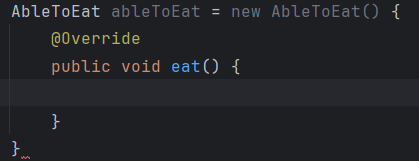 AbleToEat ableToEat = new AbleToEat() {
    @Override
    public void eat() {

    }
}